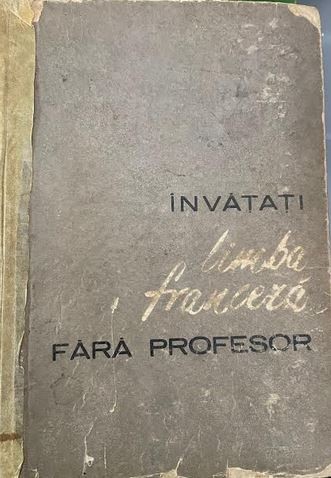 ÎNVĂȚAȚI
limba
franceză
FĂRĂ PROFESOR